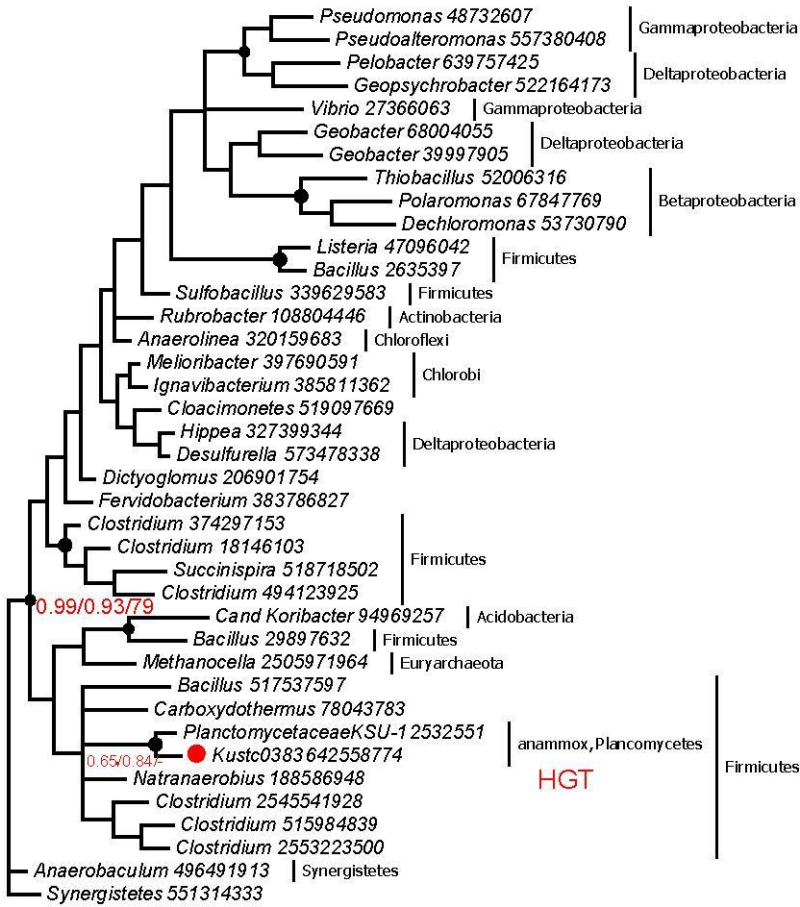 Pseudomonas 48732607
Pseudoalteromonas 557380408
Gammaproteobacteria
Pelobacter 639757425
Geopsychrobacter 522164173
Deltaproteobacteria
Vibrio 27366063
Gammaproteobacteria
Geobacter 68004055
Geobacter 39997905
Deltaproteobacteria
Thiobacillus 52006316
Polaromonas 67847769
Dechloromonas 53730790
Betaproteobacteria
Listeria 47096042
Bacillus 2635397
Firmicutes
Sulfobacillus 339629583
Firmicutes
Rubrobacter 108804446
Actinobacteria
Anaerolinea 320159683
Chloroflexi
Melioribacter 397690591
Ignavibacterium 385811362
Chlorobi
Cloacimonetes 519097669
Hippea 327399344
Desulfurella 573478338
Deltaproteobacteria
Dictyoglomus 206901754
Fervidobacterium 383786827
Clostridium 374297153
Clostridium 18146103
Succinispira 518718502
Clostridium 494123925
Firmicutes
0.99/0.93/79
Cand Koribacter 94969257
Acidobacteria
Bacillus 29897632
Firmicutes
Methanocella 2505971964
Euryarchaeota
Bacillus 517537597
Carboxydothermus 78043783
PlanctomycetaceaeKSU-1 2532551
Kustc0383 642558774
anammox, Plancomycetes
0.65/0.84/-
HGT
Natranaerobius 188586948
Clostridium 2545541928
Clostridium 515984839
Clostridium 2553223500
Firmicutes
Anaerobaculum 496491913
Synergistetes
Synergistetes 551314333